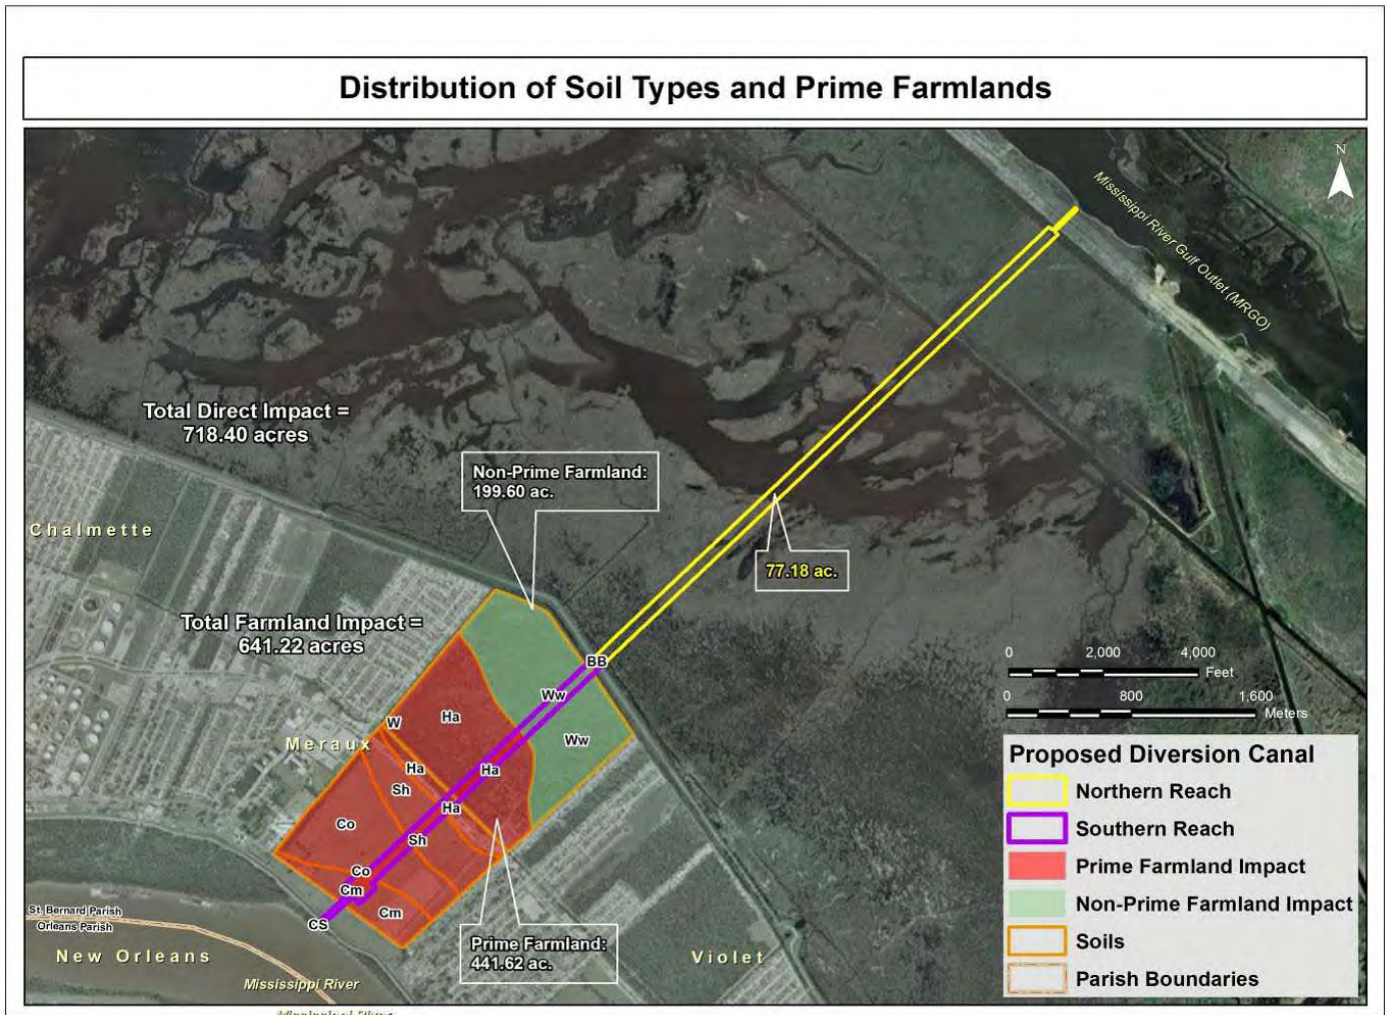 Distribution of Soil Types and Prime Farmlands
N
Mississippi River Gulf Outlet (MRGO)
Total Direct Impact =
718.40 acres
Non-Prime Farmland:
199.60 ac.
Chalmette
77.18 ac.
Total Farmland Impact =
641.22 acres
BB
Ww
Ww
W
Ha
Meraux
Ha
Ha
Sh
Ha
Co
Sh
Co
Cm
Cm
CS
St. Bernard Parish
Orleans Parish
New Orleans
Mississippi River
Mississippi River
Prime Farmland:
441.62 ac.
Violet
0 2,000 4,000
Feet
0 800 1,600
Meters
Proposed Diversion Canal
Northern Reach
Southern Reach
Prime Farmland Impact
Non-Prime Farmland Impact
Soils
Parish Boundaries